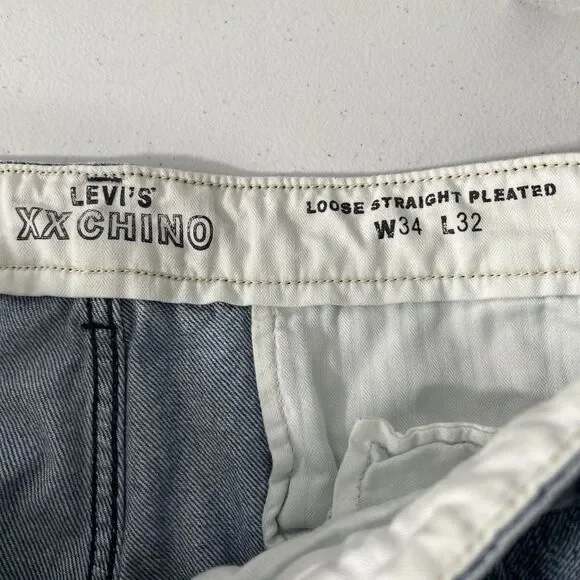 LEVI'S
XX CHINO
LOOSE STRAIGHT PLEATED
W34 L32